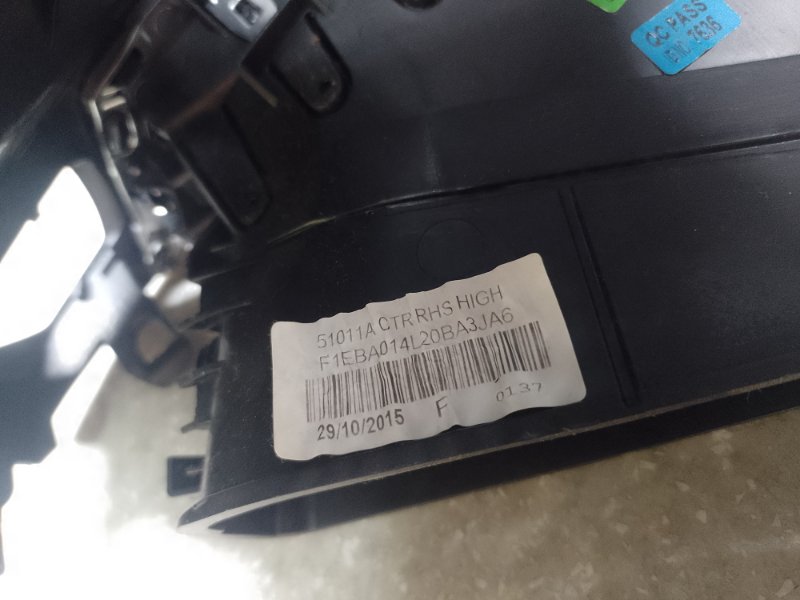 QC PASS
51011A CTR RHS HIGH
F1EBA014L20BA3JA6
29/10/2015 F 0137